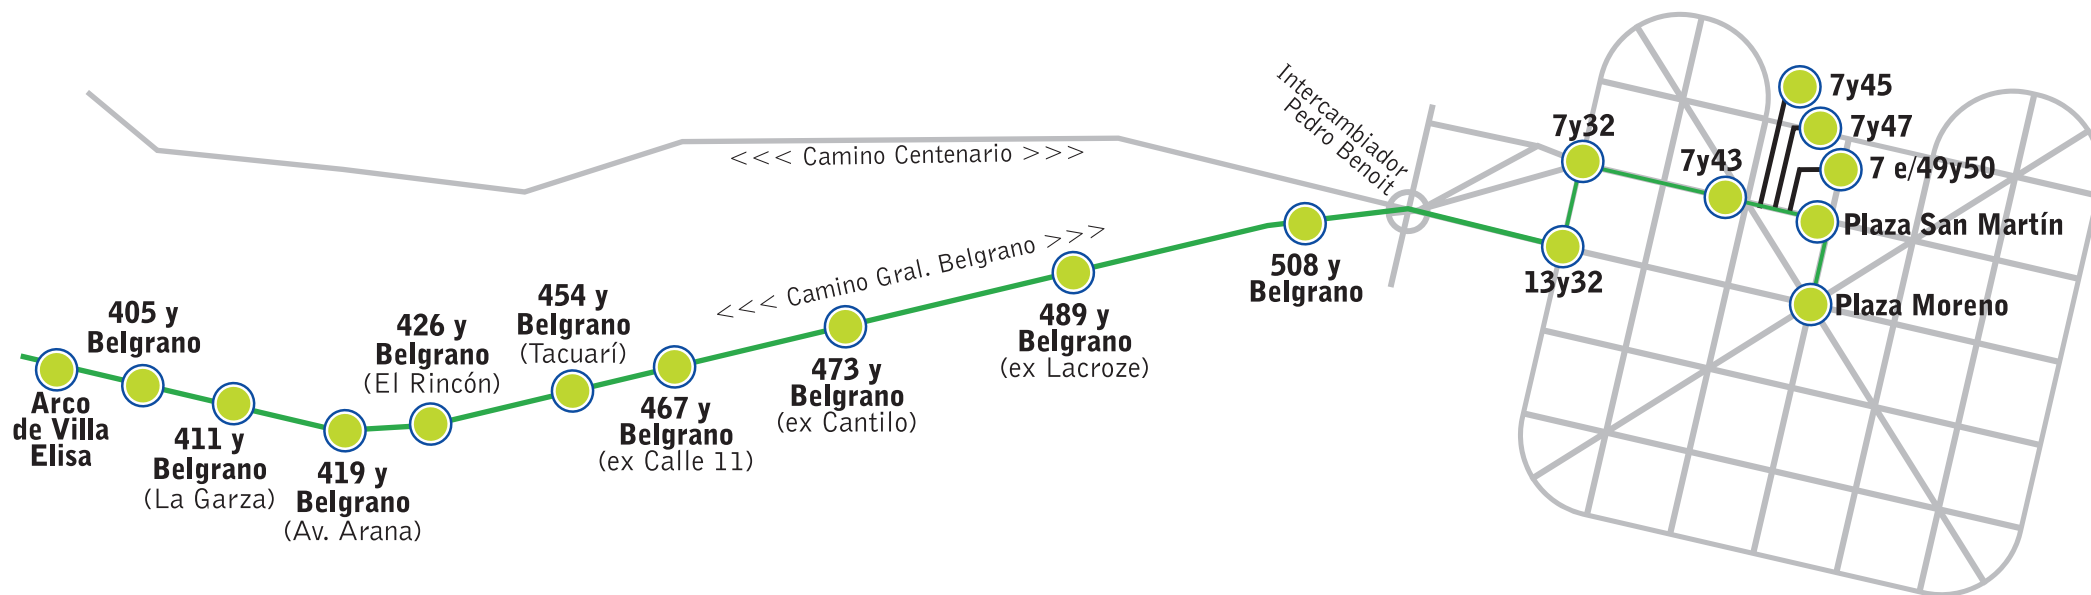 Arco
de Villa
Elisa
405 y
Belgrano
411 y
Belgrano
(La Garza)
419 y
Belgrano
(Av. Arana)
426 y
Belgrano
(El Rincón)
454 y
Belgrano
(Tacuarí)
467 y
Belgrano
(ex Calle 11)
473 y
Belgrano
(ex Cantilo)
489 y
Belgrano
(ex Lacroze)
508 y
Belgrano
<<< Camino Centenario >>>
<<< Camino Gral. Belgrano >>>
Intercambiador
Pedro Benoit
13y32
7y32
7y43
7y45
7y47
7 e/49y50
Plaza San Martín
Plaza Moreno